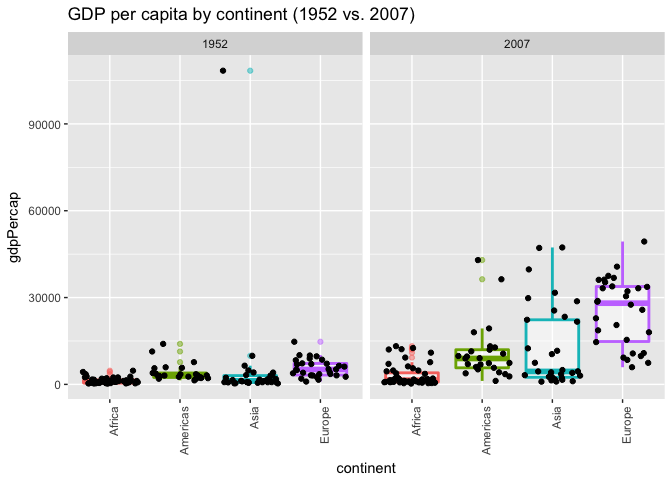 GDP per capita by continent (1952 vs. 2007)
1952
2007
gdpPercap
90000
60000
30000
0
Africa
Americas
Asia
Europe
Africa
Americas
Asia
Europe
continent